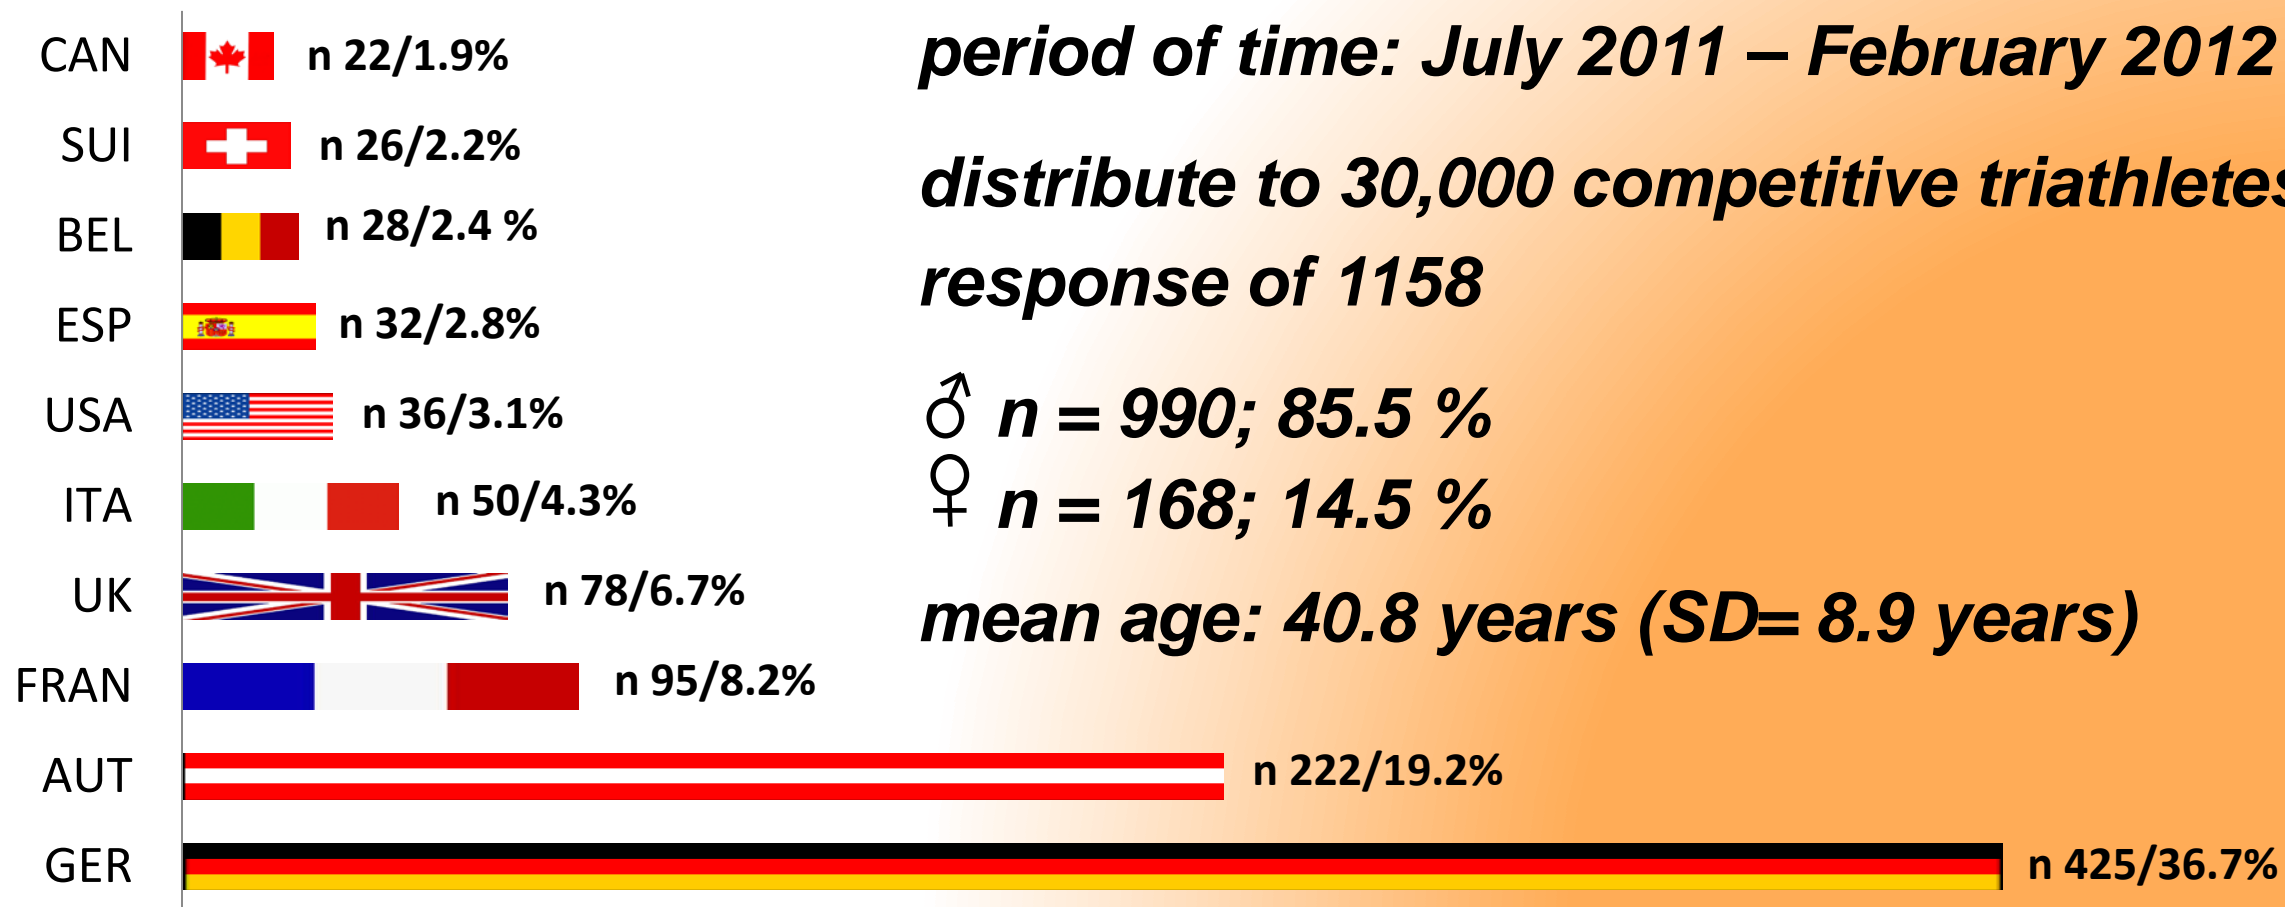 CAN n 22/1.9%
SUI n 26/2.2%
BEL n 28/2.4 %
ESP n 32/2.8%
USA n 36/3.1%
ITA n 50/4.3%
UK n 78/6.7%
FRAN n 95/8.2%
AUT n 222/19.2%
GER n 425/36.7%
period of time: July 2011 – February 2012
distribute to 30,000 competitive triathletes
response of 1158
♂ n = 990; 85.5 %
♀ n = 168; 14.5 %
mean age: 40.8 years (SD= 8.9 years)